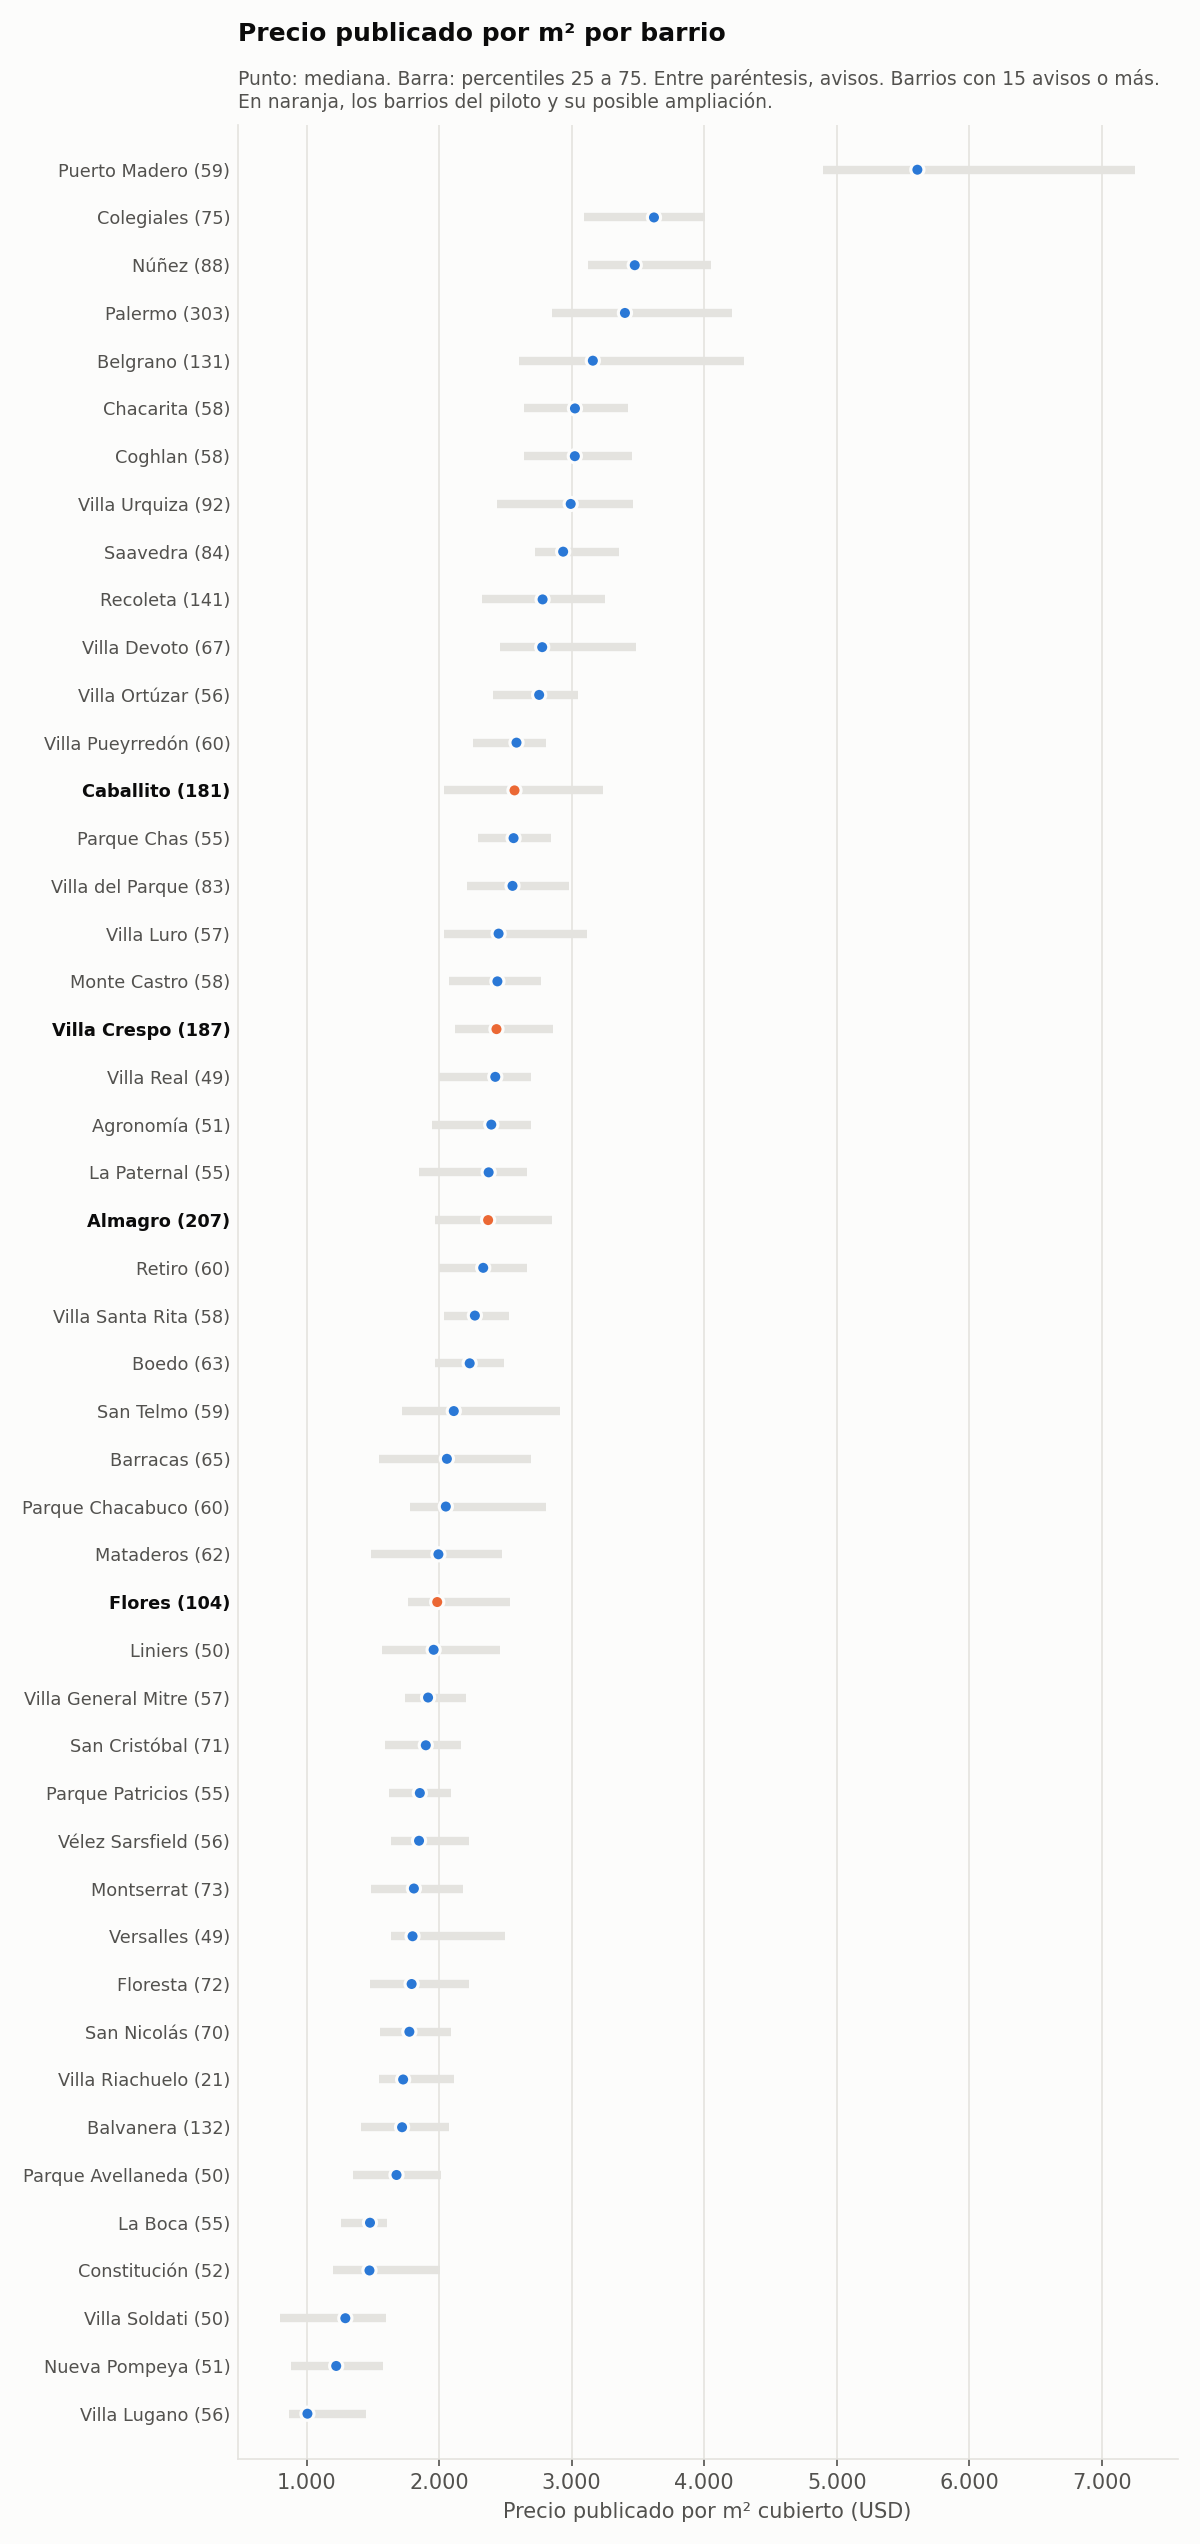 Precio publicado por m² por barrio
Punto: mediana. Barra: percentiles 25 a 75. Entre paréntesis, avisos. Barrios con 15 avisos o más.
En naranja, los barrios del piloto y su posible ampliación.
Puerto Madero (59)
Colegiales (75)
Núñez (88)
Palermo (303)
Belgrano (131)
Chacarita (58)
Coghlan (58)
Villa Urquiza (92)
Saavedra (84)
Recoleta (141)
Villa Devoto (67)
Villa Ortúzar (56)
Villa Pueyrredón (60)
Caballito (181)
Parque Chas (55)
Villa del Parque (83)
Villa Luro (57)
Monte Castro (58)
Villa Crespo (187)
Villa Real (49)
Agronomía (51)
La Paternal (55)
Almagro (207)
Retiro (60)
Villa Santa Rita (58)
Boedo (63)
San Telmo (59)
Barracas (65)
Parque Chacabuco (60)
Mataderos (62)
Flores (104)
Liniers (50)
Villa General Mitre (57)
San Cristóbal (71)
Parque Patricios (55)
Vélez Sarsfield (56)
Montserrat (73)
Versalles (49)
Floresta (72)
San Nicolás (70)
Villa Riachuelo (21)
Balvanera (132)
Parque Avellaneda (50)
La Boca (55)
Constitución (52)
Villa Soldati (50)
Nueva Pompeya (51)
Villa Lugano (56)
1.000 2.000 3.000 4.000 5.000 6.000 7.000
Precio publicado por m² cubierto (USD)